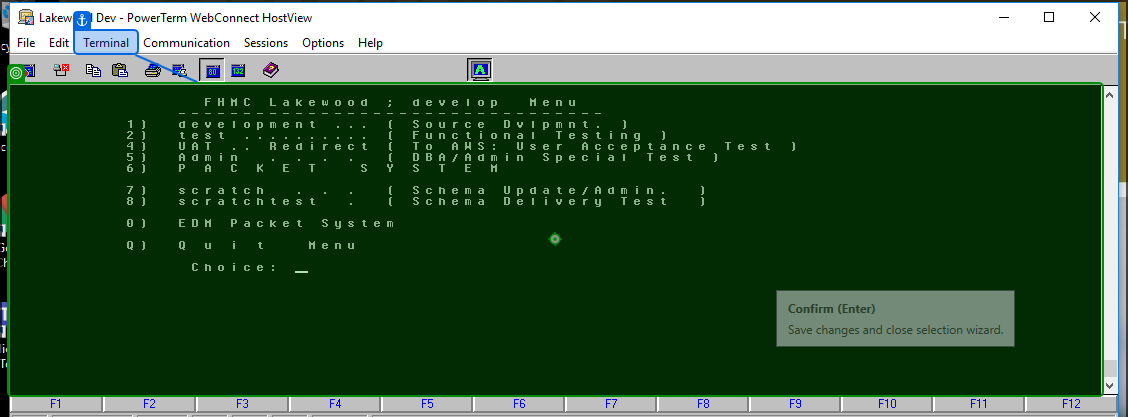 Lakew d Dev - PowerTerm WebConnect HostView
File Edit Terminal Communication Sessions Options Help
80 132 A
FHMC Lakewood ; develop Menu
---------------------------------
1) development ... ( Source Dvlpmnt. )
2) test .......... ( Functional Testing )
4) UAT .. Redirect ( To AWS: User Acceptance Test )
5) Admin . . . . ( DBA/Admin Special Test )
6) P A C K E T   S Y S T E M
7) scratch . . . ( Schema Update/Admin. )
8) scratchtest . ( Schema Delivery Test )
0) EDM Packet System
Q) Q u i t   Menu
Choice: _
Confirm (Enter)
Save changes and close selection wizard.
F1 F2 F3 F4 F5 F6 F7 F8 F9 F10 F11 F12